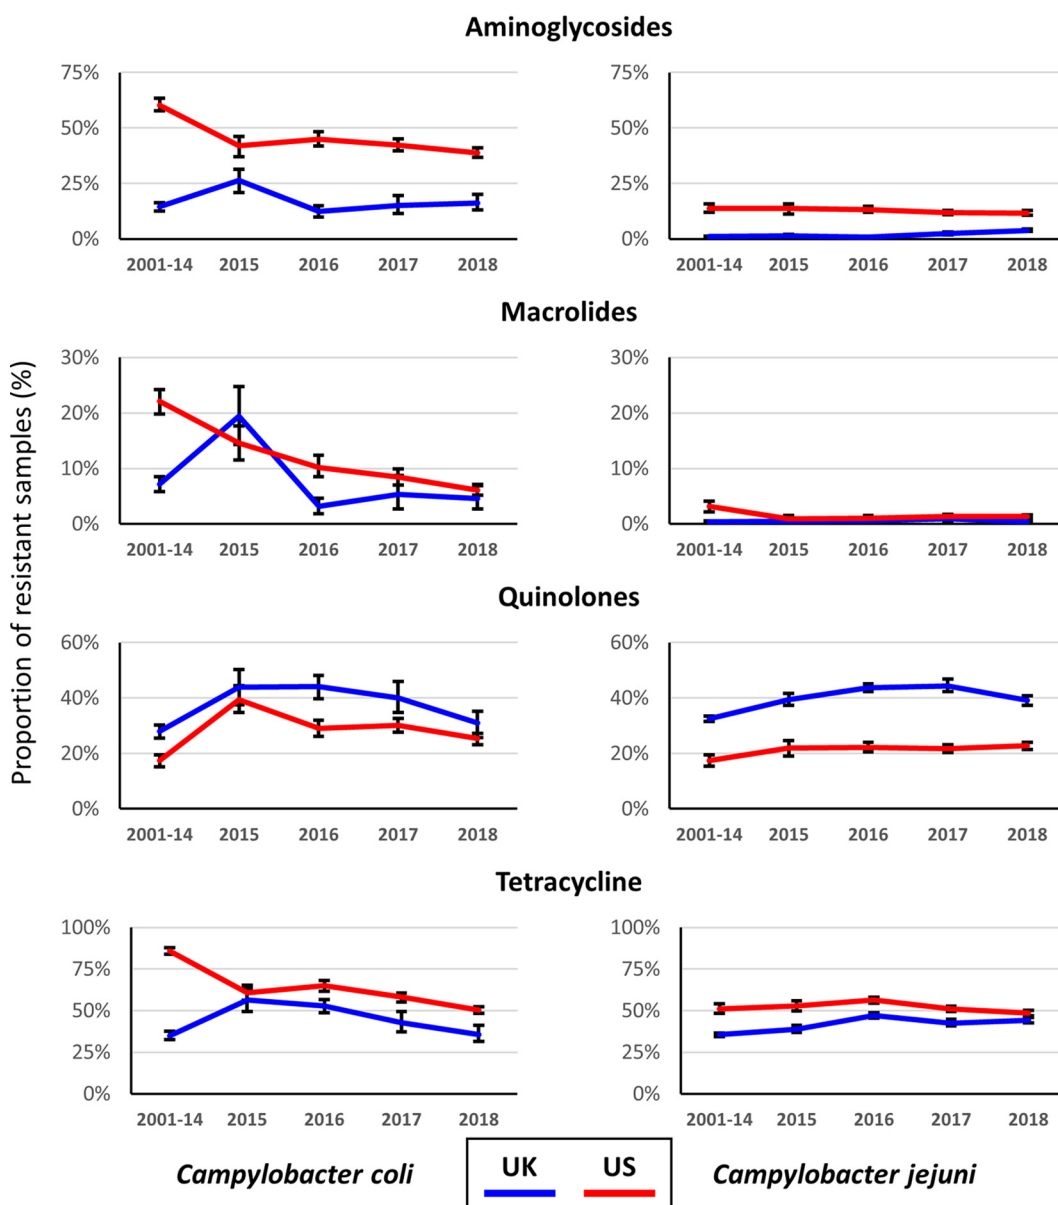 Aminoglycosides
75%
50%
25%
0%
2001-14 2015 2016 2017 2018
75%
50%
25%
0%
2001-14 2015 2016 2017 2018
Macrolides
30%
20%
10%
0%
2001-14 2015 2016 2017 2018
30%
20%
10%
0%
2001-14 2015 2016 2017 2018
Proportion of resistant samples (%)
Quinolones
60%
40%
20%
0%
2001-14 2015 2016 2017 2018
60%
40%
20%
0%
2001-14 2015 2016 2017 2018
Tetracycline
100%
75%
50%
25%
0%
2001-14 2015 2016 2017 2018
100%
75%
50%
25%
0%
2001-14 2015 2016 2017 2018
Campylobacter coli
UK US
Campylobacter jejuni